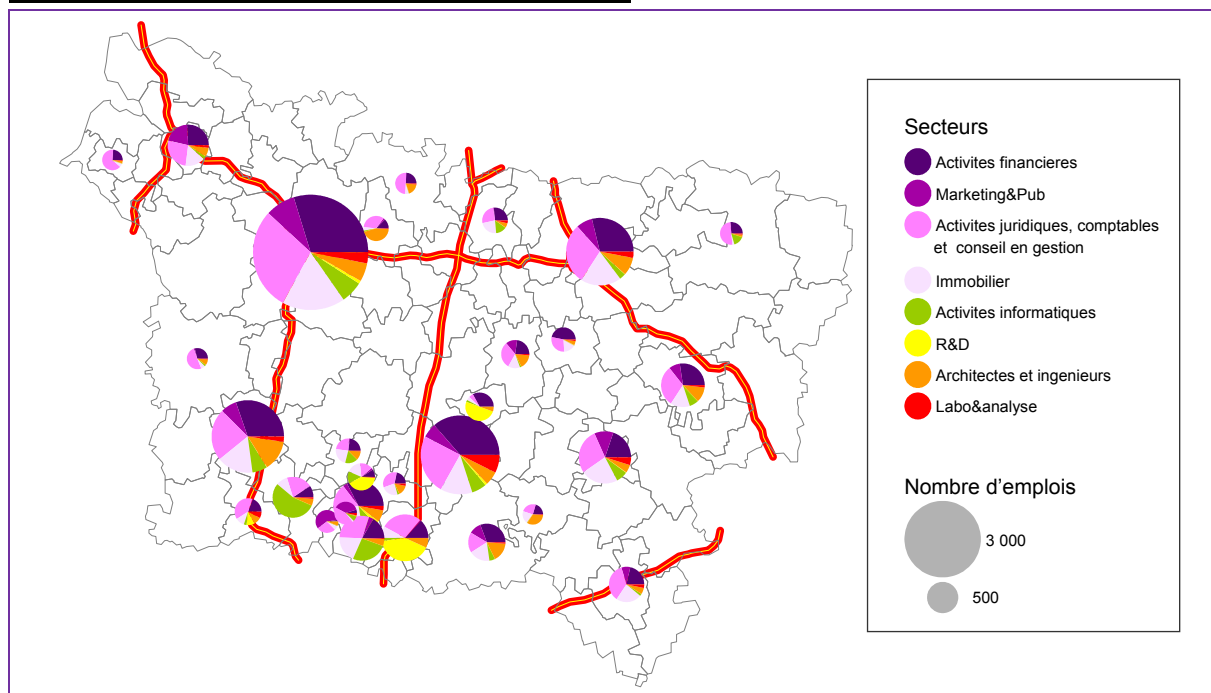 Secteurs
Activites financieres
Marketing&Pub
Activites juridiques, comptables
et conseil en gestion
Immobilier
Activites informatiques
R&D
Architectes et ingenieurs
Labo&analyse
Nombre d’emplois
3 000
500